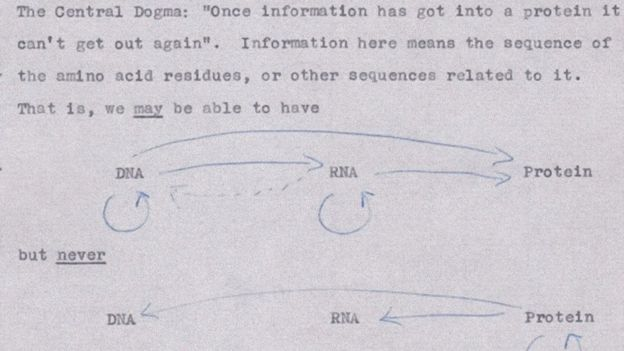 The Central Dogma: "Once information has got into a protein it
can't get out again". Information here means the sequence of
the amino acid residues, or other sequences related to it.
That is, we may be able to have
DNA RNA Protein
but never
DNA RNA Protein